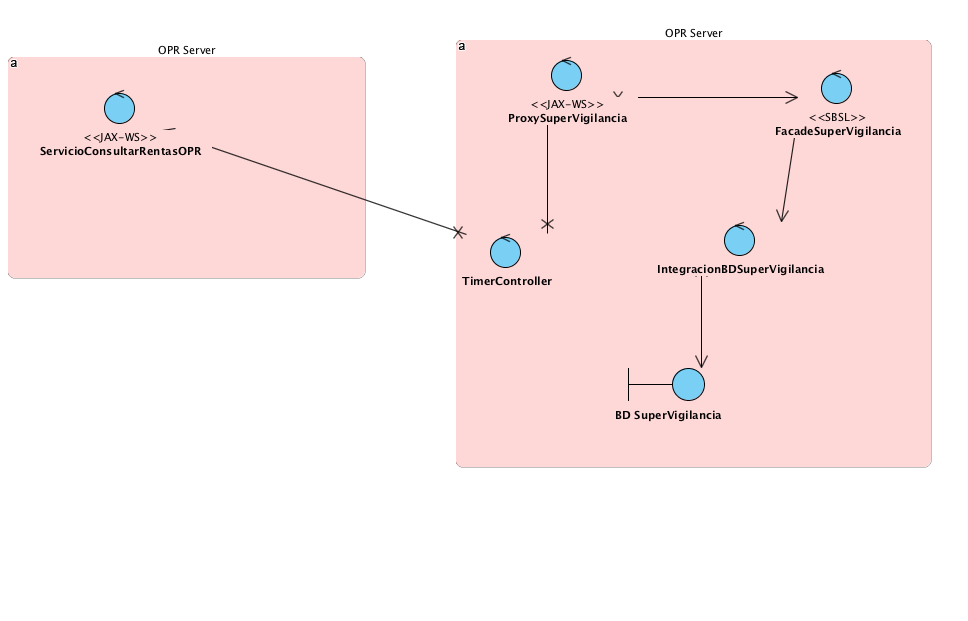 OPR Server
a
<<JAX-WS>>
ServicioConsultarRentasOPR
OPR Server
a
<<JAX-WS>>
ProxySuperVigilancia
<<SBSL>>
FacadeSuperVigilancia
TimerController
IntegracionBDSuperVigilancia
BD SuperVigilancia